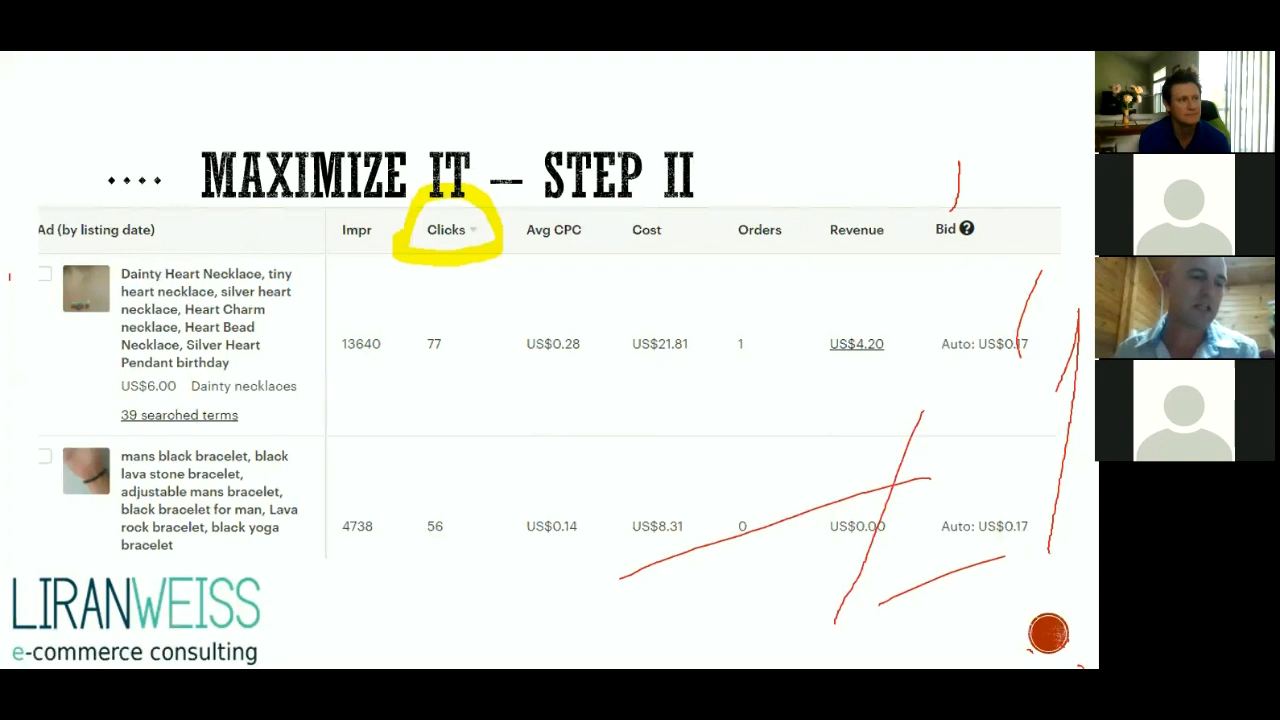 .... MAXIMIZE IT – STEP II
Ad (by listing date) Impr Clicks Avg CPC Cost Orders Revenue Bid ?
Dainty Heart Necklace, tiny
heart necklace, silver heart
necklace, Heart Charm
necklace, Heart Bead
Necklace, Silver Heart
Pendant birthday
13640 77 US$0.28 US$21.81 1 US$4.20 Auto: US$0.17
US$6.00 Dainty necklaces
39 searched terms
mans black bracelet, black
lava stone bracelet,
adjustable mans bracelet,
black bracelet for man, Lava
rock bracelet, black yoga
bracelet
4738 56 US$0.14 US$8.31 0 US$0.00 Auto: US$0.17
LIRANWEISS
e-commerce consulting